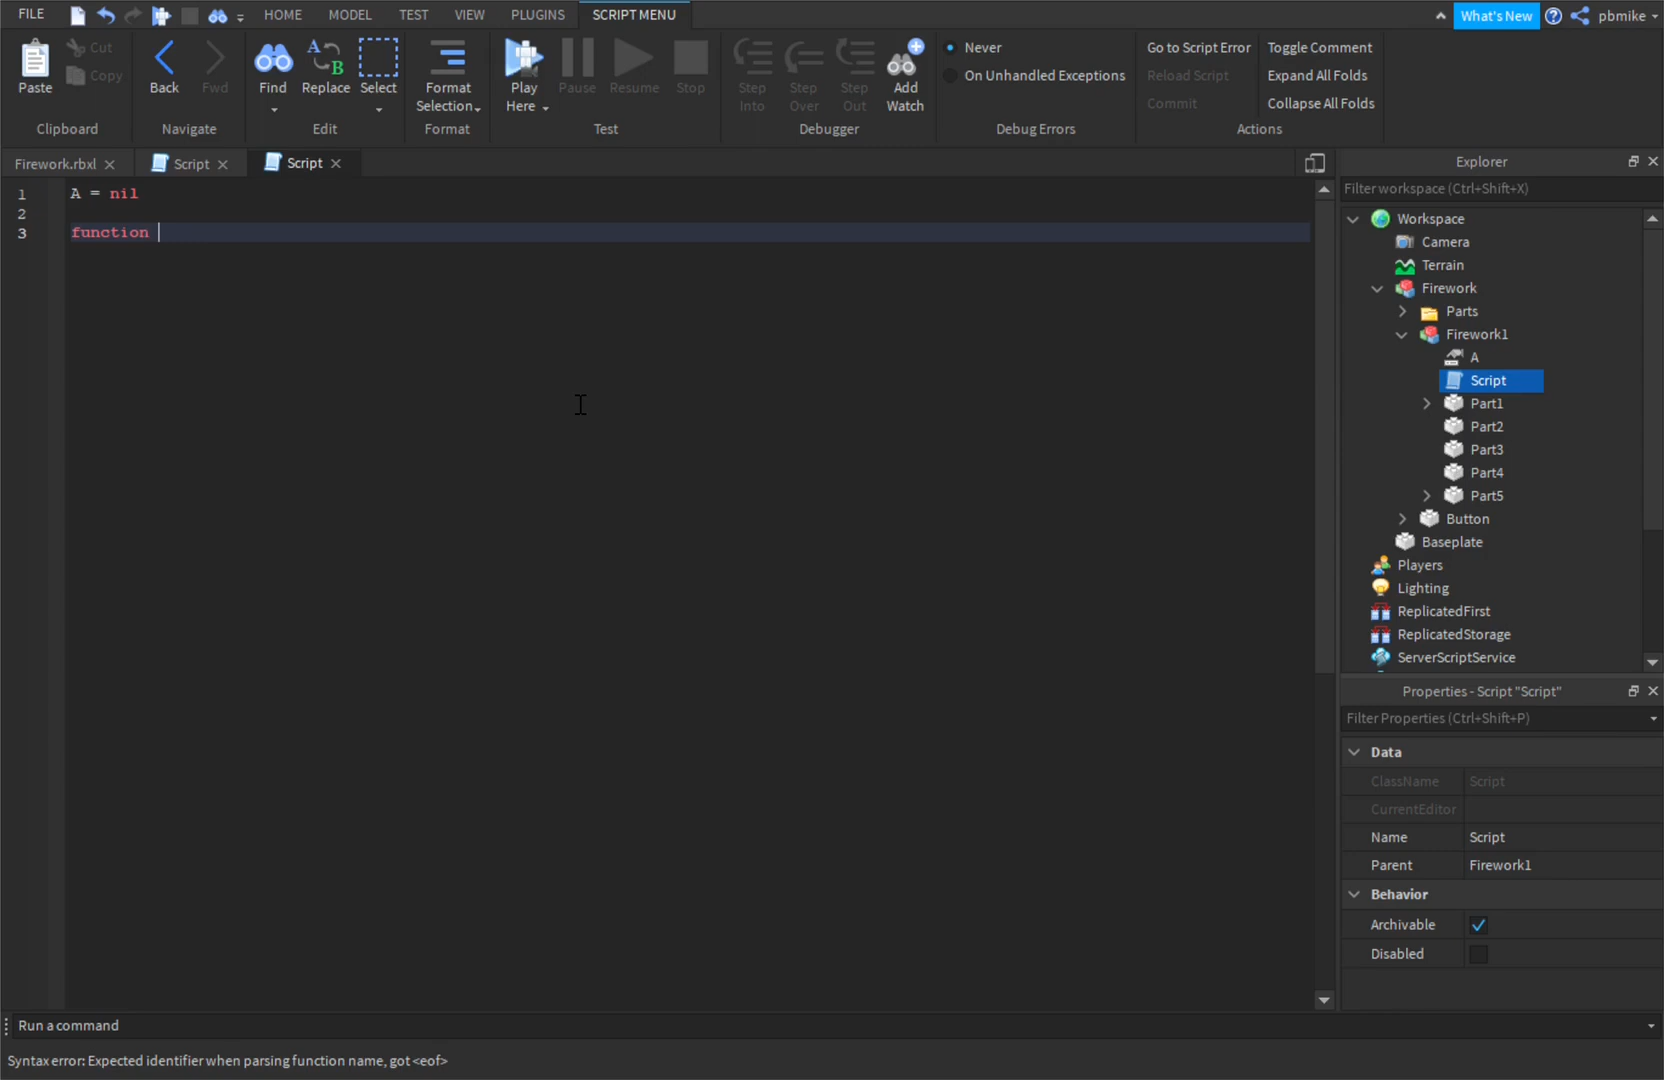 FILE HOME MODEL TEST VIEW PLUGINS SCRIPT MENU What's New pbmike
Paste
Cut
Copy
Clipboard
Back
Fwd
Navigate
Find
Replace
Select
Edit
Format
Selection
Format
Play
Here
Pause
Resume
Stop
Test
Step
Into
Step
Over
Step
Out
Add
Watch
Debugger
Never
On Unhandled Exceptions
Debug Errors
Go to Script Error
Reload Script
Commit
Toggle Comment
Expand All Folds
Collapse All Folds
Actions
Firework.rbxl Script Script
1 A = nil
2
3 function
Explorer
Filter workspace (Ctrl+Shift+X)
Workspace
Camera
Terrain
Firework
Parts
Firework1
A
Script
Part1
Part2
Part3
Part4
Part5
Button
Baseplate
Players
Lighting
ReplicatedFirst
ReplicatedStorage
ServerScriptService
Properties - Script "Script"
Filter Properties (Ctrl+Shift+P)
Data
ClassName Script
CurrentEditor
Name Script
Parent Firework1
Behavior
Archivable
Disabled
Run a command
Syntax error: Expected identifier when parsing function name, got <eof>